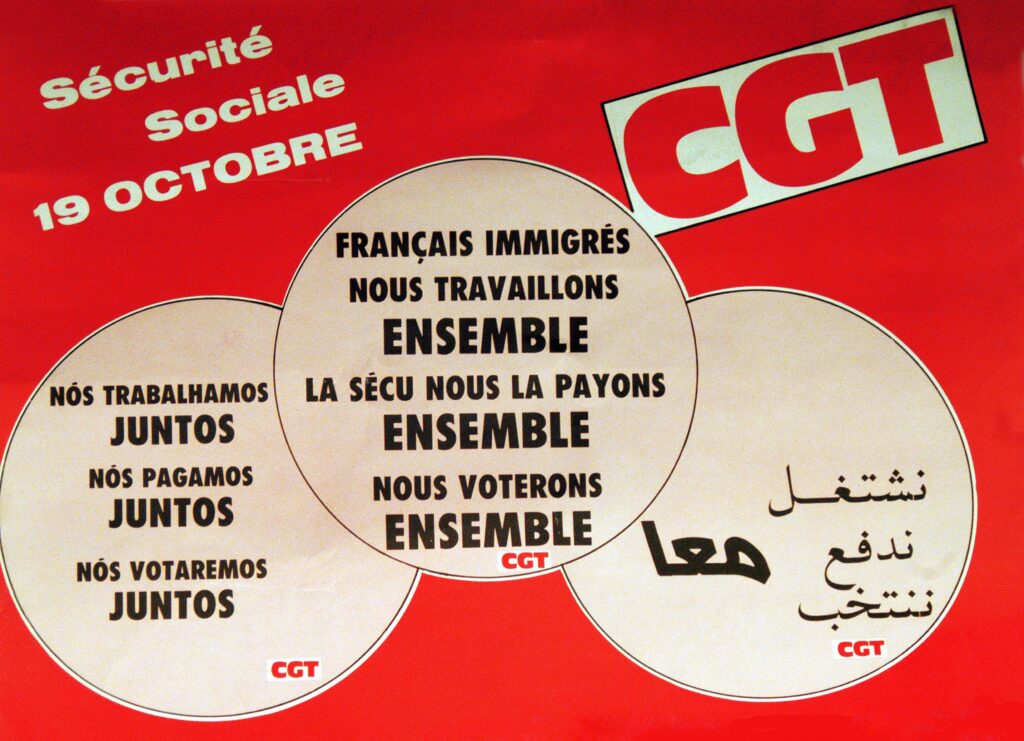 Sécurité
Sociale
19 OCTOBRE
CGT
FRANÇAIS IMMIGRÉS
NOUS TRAVAILLONS
ENSEMBLE
LA SÉCU NOUS LA PAYONS
ENSEMBLE
NOUS VOTERONS
ENSEMBLE
CGT
NÓS TRABALHAMOS
JUNTOS
NÓS PAGAMOS
JUNTOS
NÓS VOTAREMOS
JUNTOS
CGT
نشتغل
ندفع
ننتخب
معا
CGT